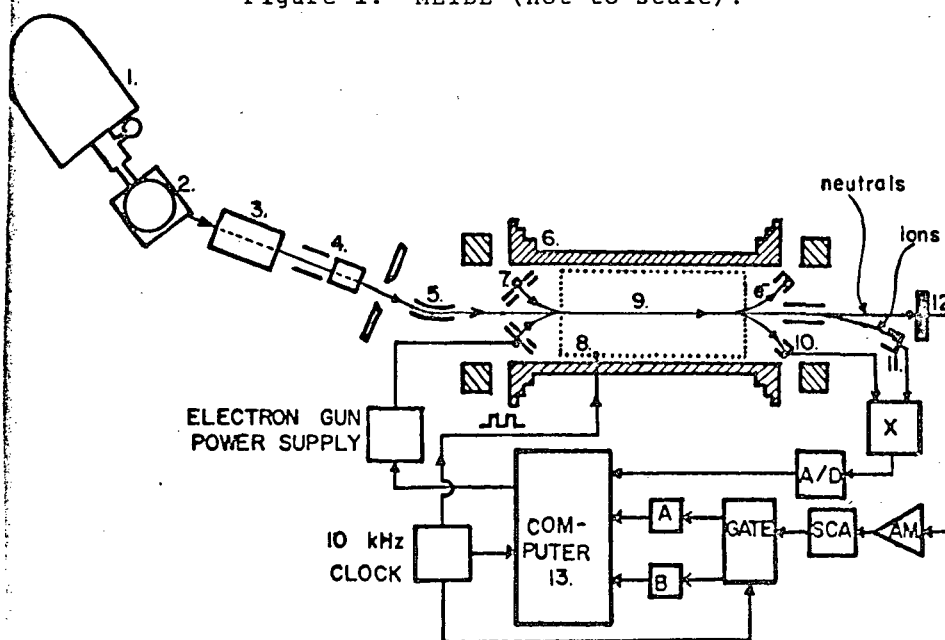 Figure 1. MEIBE (not to scale).
1.
2.
3.
4.
5.
6.
7.
8.
9.
e-
10.
neutrals
ions
11.
12
ELECTRON GUN
POWER SUPPLY
X
A/D
10 kHz
CLOCK
COM-
PUTER
13.
A
B
GATE
SCA
AM